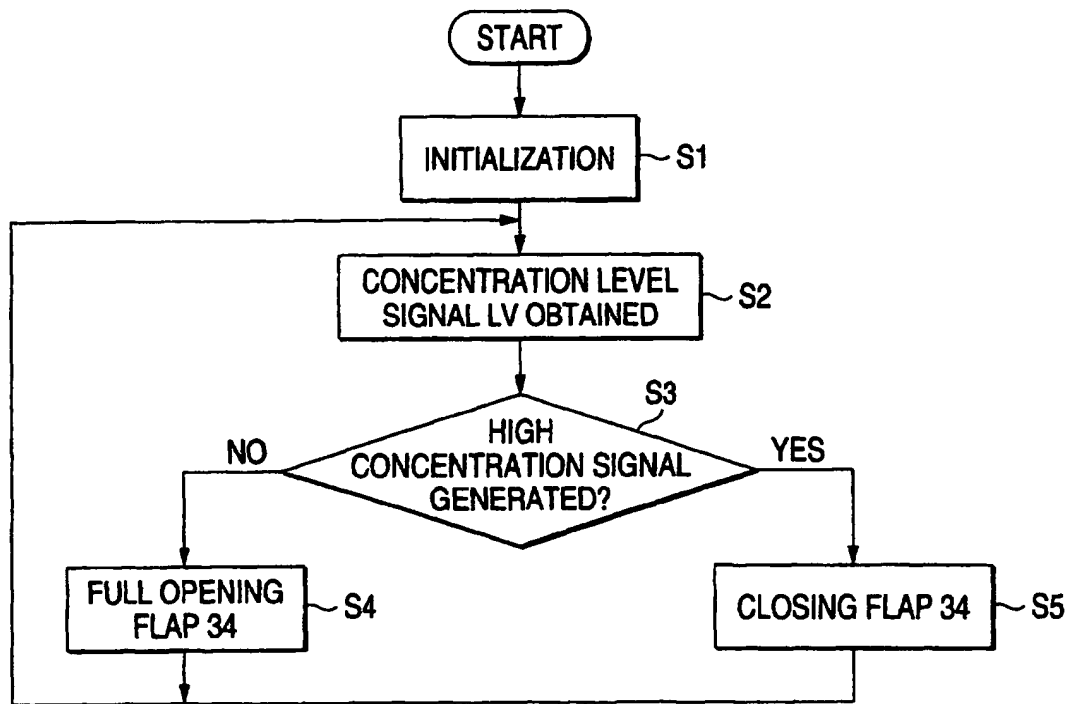 START
INITIALIZATION
S1
CONCENTRATION LEVEL
SIGNAL LV OBTAINED
S2
S3
HIGH
CONCENTRATION SIGNAL
GENERATED?
NO
YES
FULL OPENING
FLAP 34
S4
CLOSING FLAP 34
S5